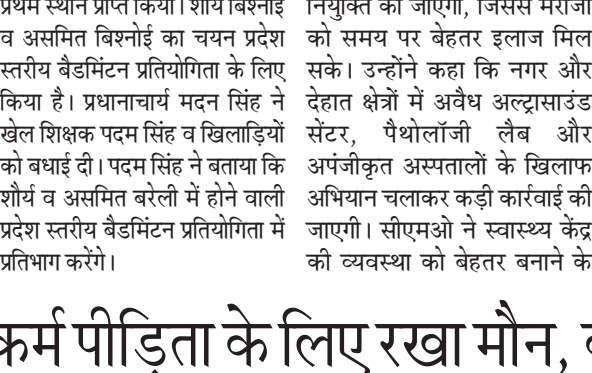 प्रथम स्थान प्राप्त किया। शौर्य बिश्नोई
व असमित बिश्नोई का चयन प्रदेश
स्तरीय बैडमिंटन प्रतियोगिता के लिए
किया है। प्रधानाचार्य मदन सिंह ने
खेल शिक्षक पदम सिंह व खिलाड़ियों
को बधाई दी। पदम सिंह ने बताया कि
शौर्य व असमित बरेली में होने वाली
प्रदेश स्तरीय बैडमिंटन प्रतियोगिता में
प्रतिभाग करेंगे।
नियुक्ति की जाएगी, जिससे मरीजों
को समय पर बेहतर इलाज मिल
सके। उन्होंने कहा कि नगर और
देहात क्षेत्रों में अवैध अल्ट्रासाउंड
सेंटर, पैथोलॉजी लैब और
अपंजीकृत अस्पतालों के खिलाफ
अभियान चलाकर कड़ी कार्रवाई की
जाएगी। सीएमओ ने स्वास्थ्य केंद्र
की व्यवस्था को बेहतर बनाने के
कर्म पीड़िता के लिए रखा मौन,